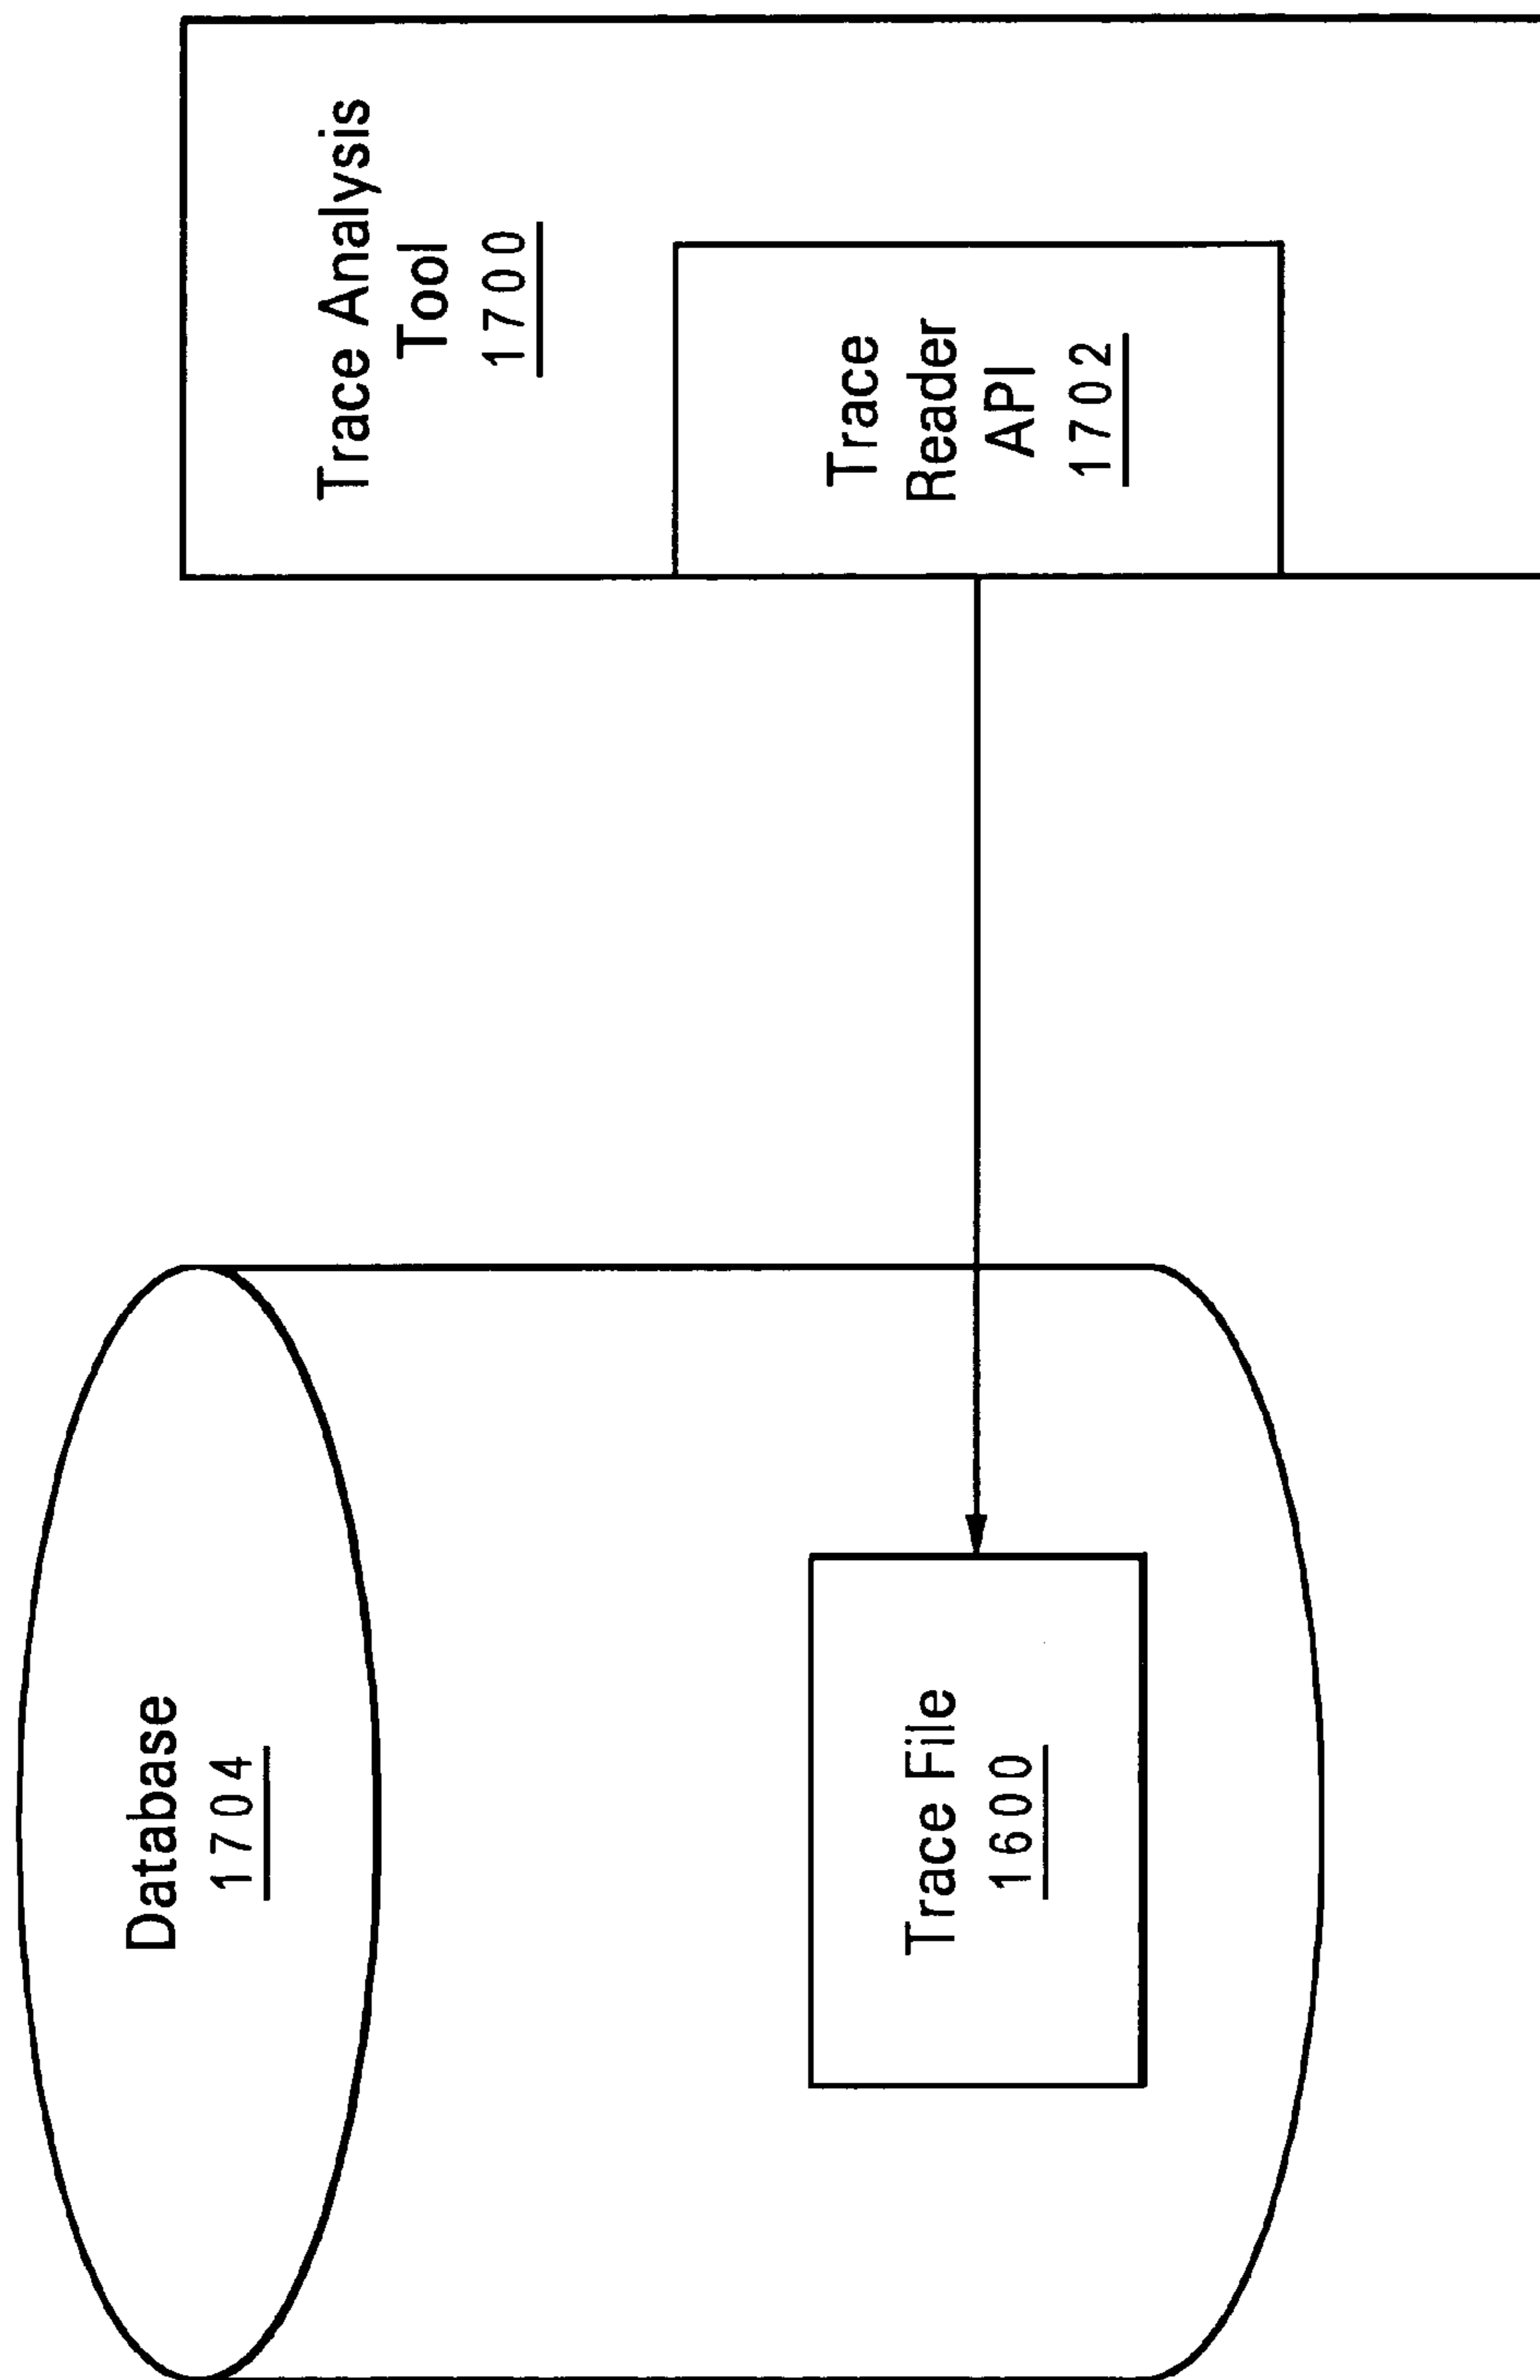 Database
1704
Trace File
1600
Trace Analysis
Tool
1700
Trace
Reader
API
1702